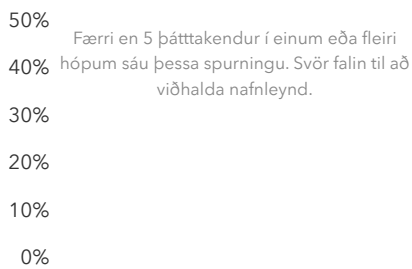 50%
Færri en 5 þátttakendur í einum eða fleiri
40% hópum sáu þessa spurningu. Svör falin til að
viðhalda nafnleynd.
30%
20%
10%
0%